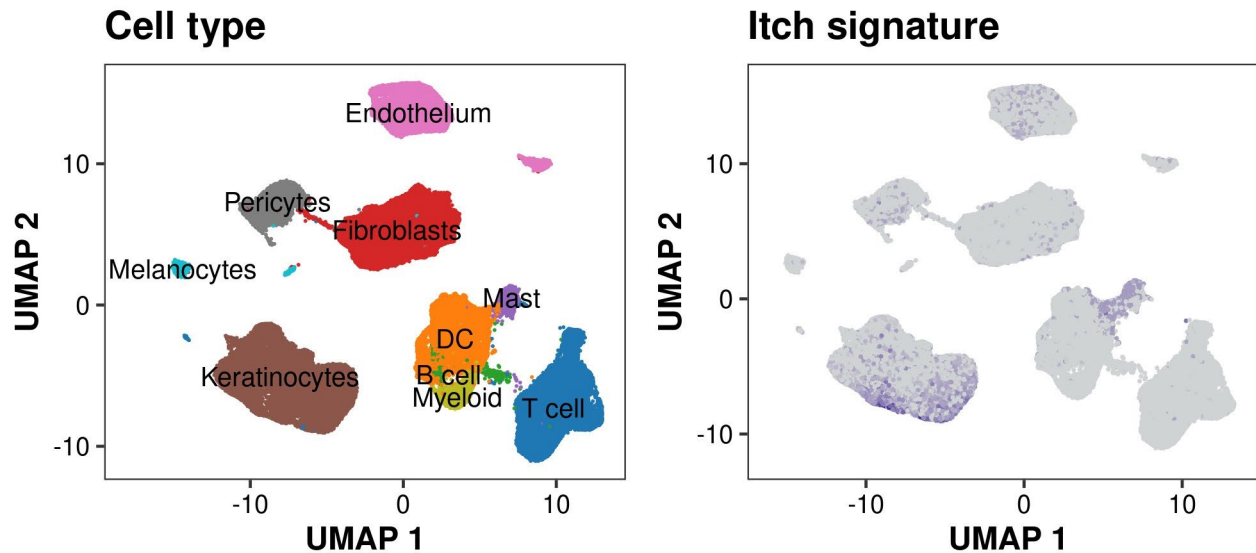 Cell type
Endothelium
10
Pericytes
Fibroblasts
Melanocytes
UMAP 2
0
Mast
DC
Keratinocytes
B cell
Myeloid
T cell
-10
-10
0
10
UMAP 1
Itch signature
10
UMAP 2
0
-10
-10
0
10
UMAP 1